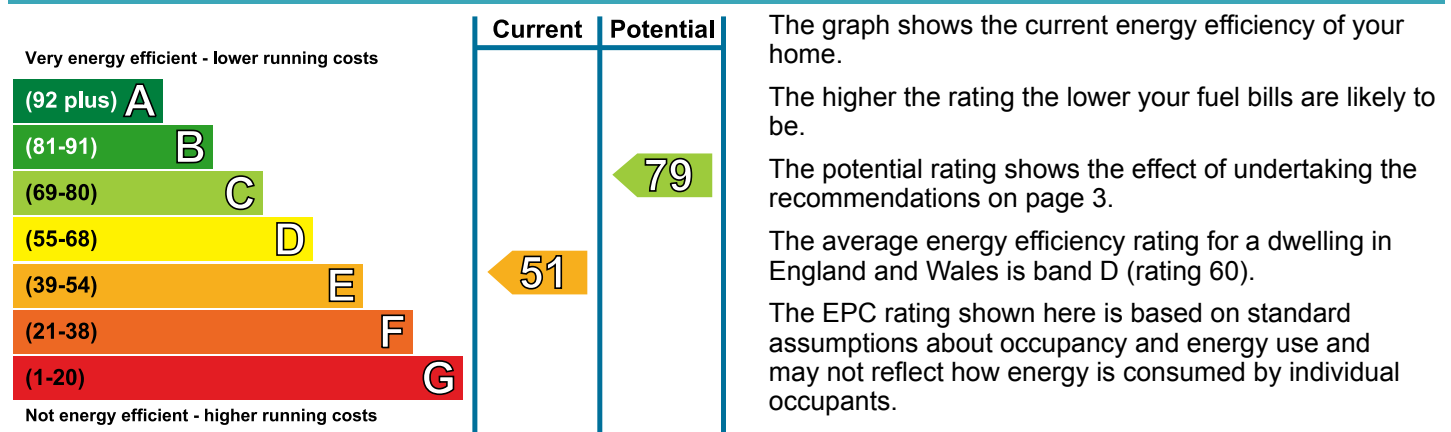 Current Potential
Very energy efficient - lower running costs
(92 plus) A
(81-91) B
(69-80) C
79
(55-68) D
(39-54) E
51
(21-38) F
(1-20) G
Not energy efficient - higher running costs
The graph shows the current energy efficiency of your
home.
The higher the rating the lower your fuel bills are likely to
be.
The potential rating shows the effect of undertaking the
recommendations on page 3.
The average energy efficiency rating for a dwelling in
England and Wales is band D (rating 60).
The EPC rating shown here is based on standard
assumptions about occupancy and energy use and
may not reflect how energy is consumed by individual
occupants.